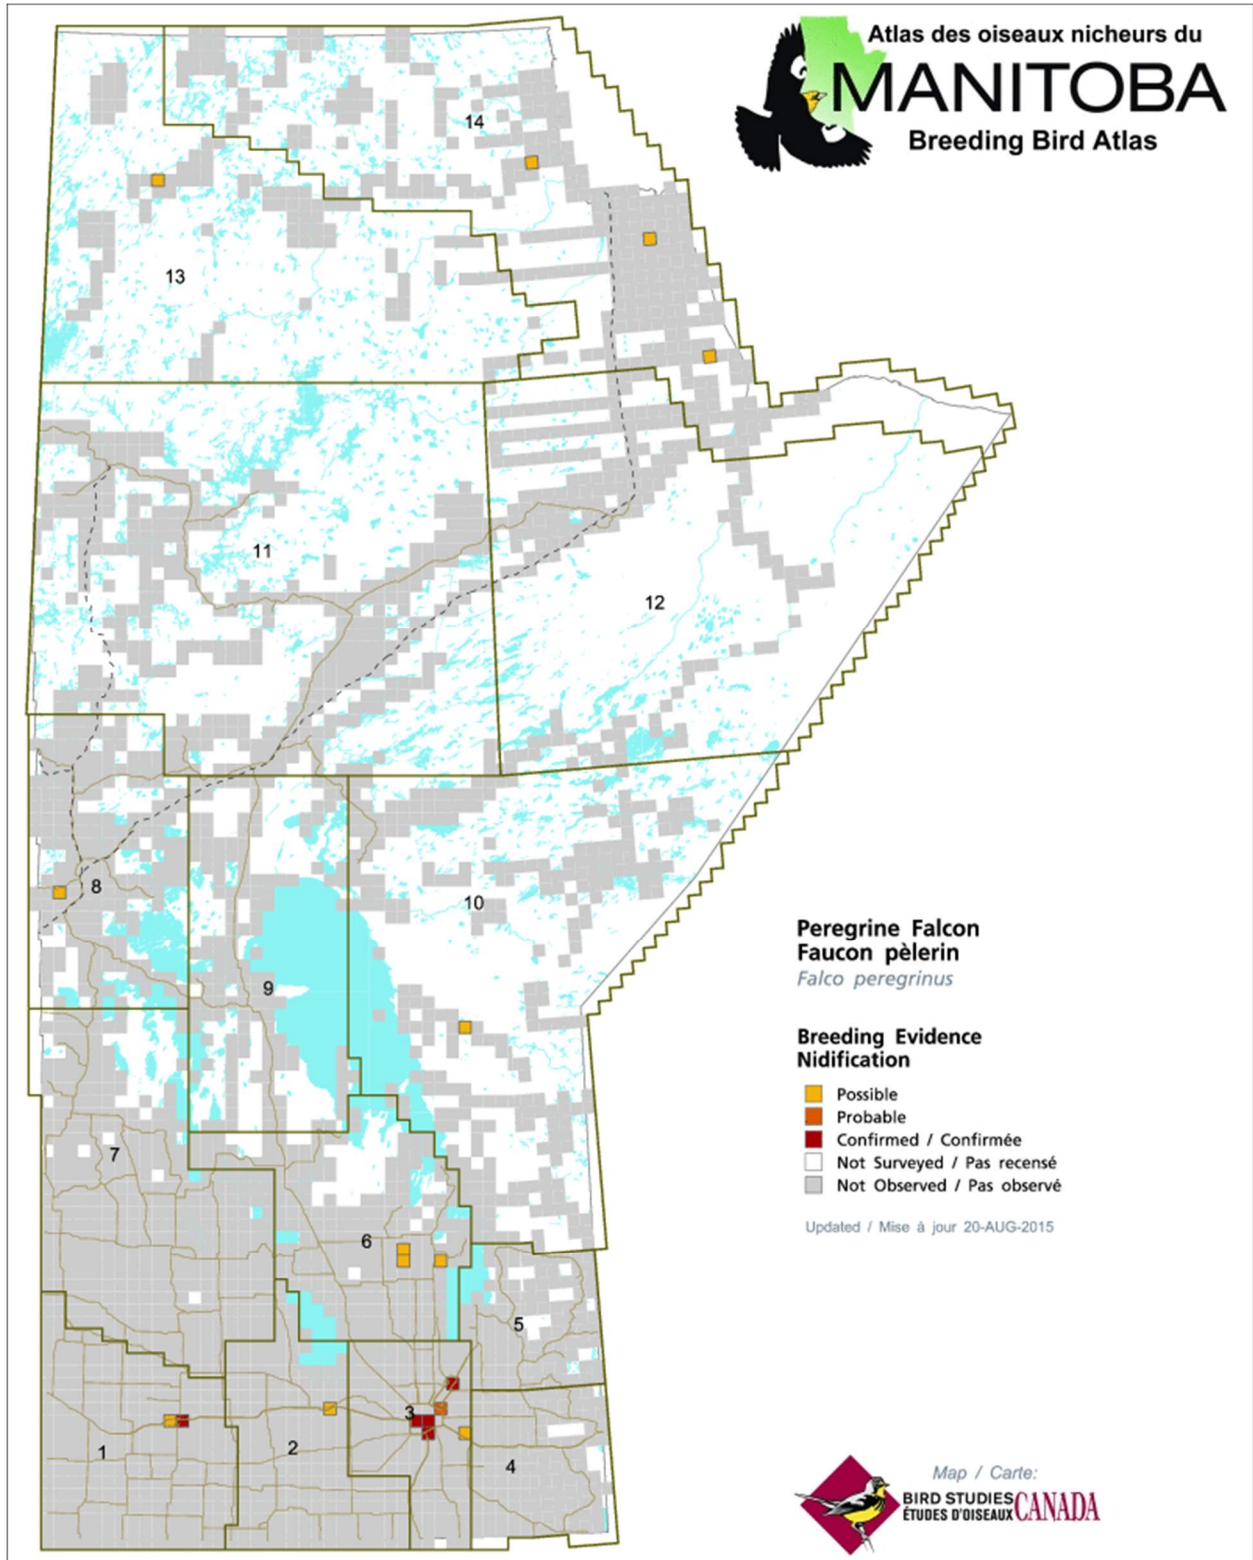 Atlas des oiseaux nicheurs du
MANITOBA
Breeding Bird Atlas
14
13
11
12
8
10
9
7
6
5
3
1
2
4
Peregrine Falcon
Faucon pèlerin
Falco peregrinus
Breeding Evidence
Nidification
Possible
Probable
Confirmed / Confirmée
Not Surveyed / Pas recensé
Not Observed / Pas observé
Updated / Mise à jour 20-AUG-2015
Map / Carte:
BIRD STUDIES
ÉTUDES D'OISEAUX CANADA